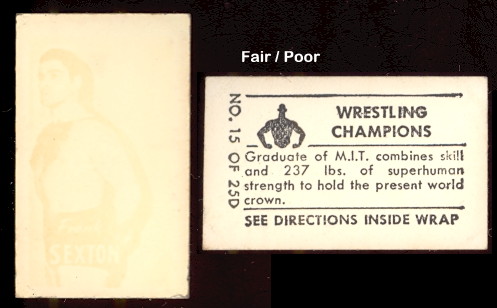 Fair / Poor
Frank
SEXTON
NO. 15 OF 25D
WRESTLING
CHAMPIONS
Graduate of M.I.T. combines skill
and 237 lbs. of superhuman
strength to hold the present world
crown.
SEE DIRECTIONS INSIDE WRAP